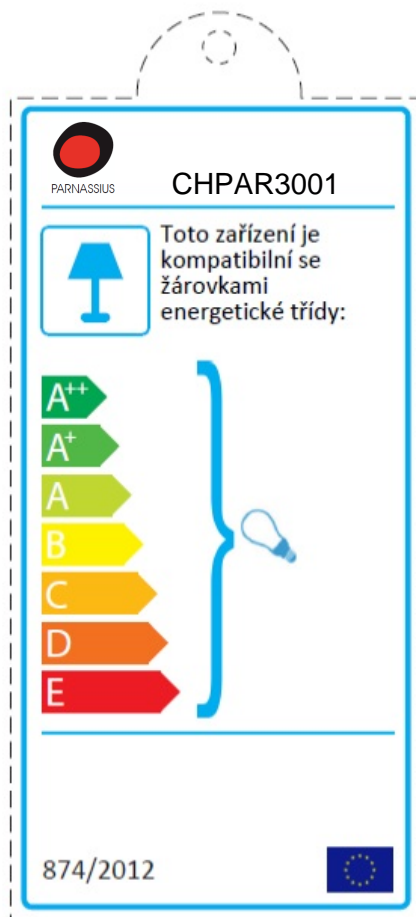 PARNASSIUS
CHPAR3001
Toto zařízení je
kompatibilní se
žárovkami
energetické třídy:
A++
A+
A
B
C
D
E
874/2012